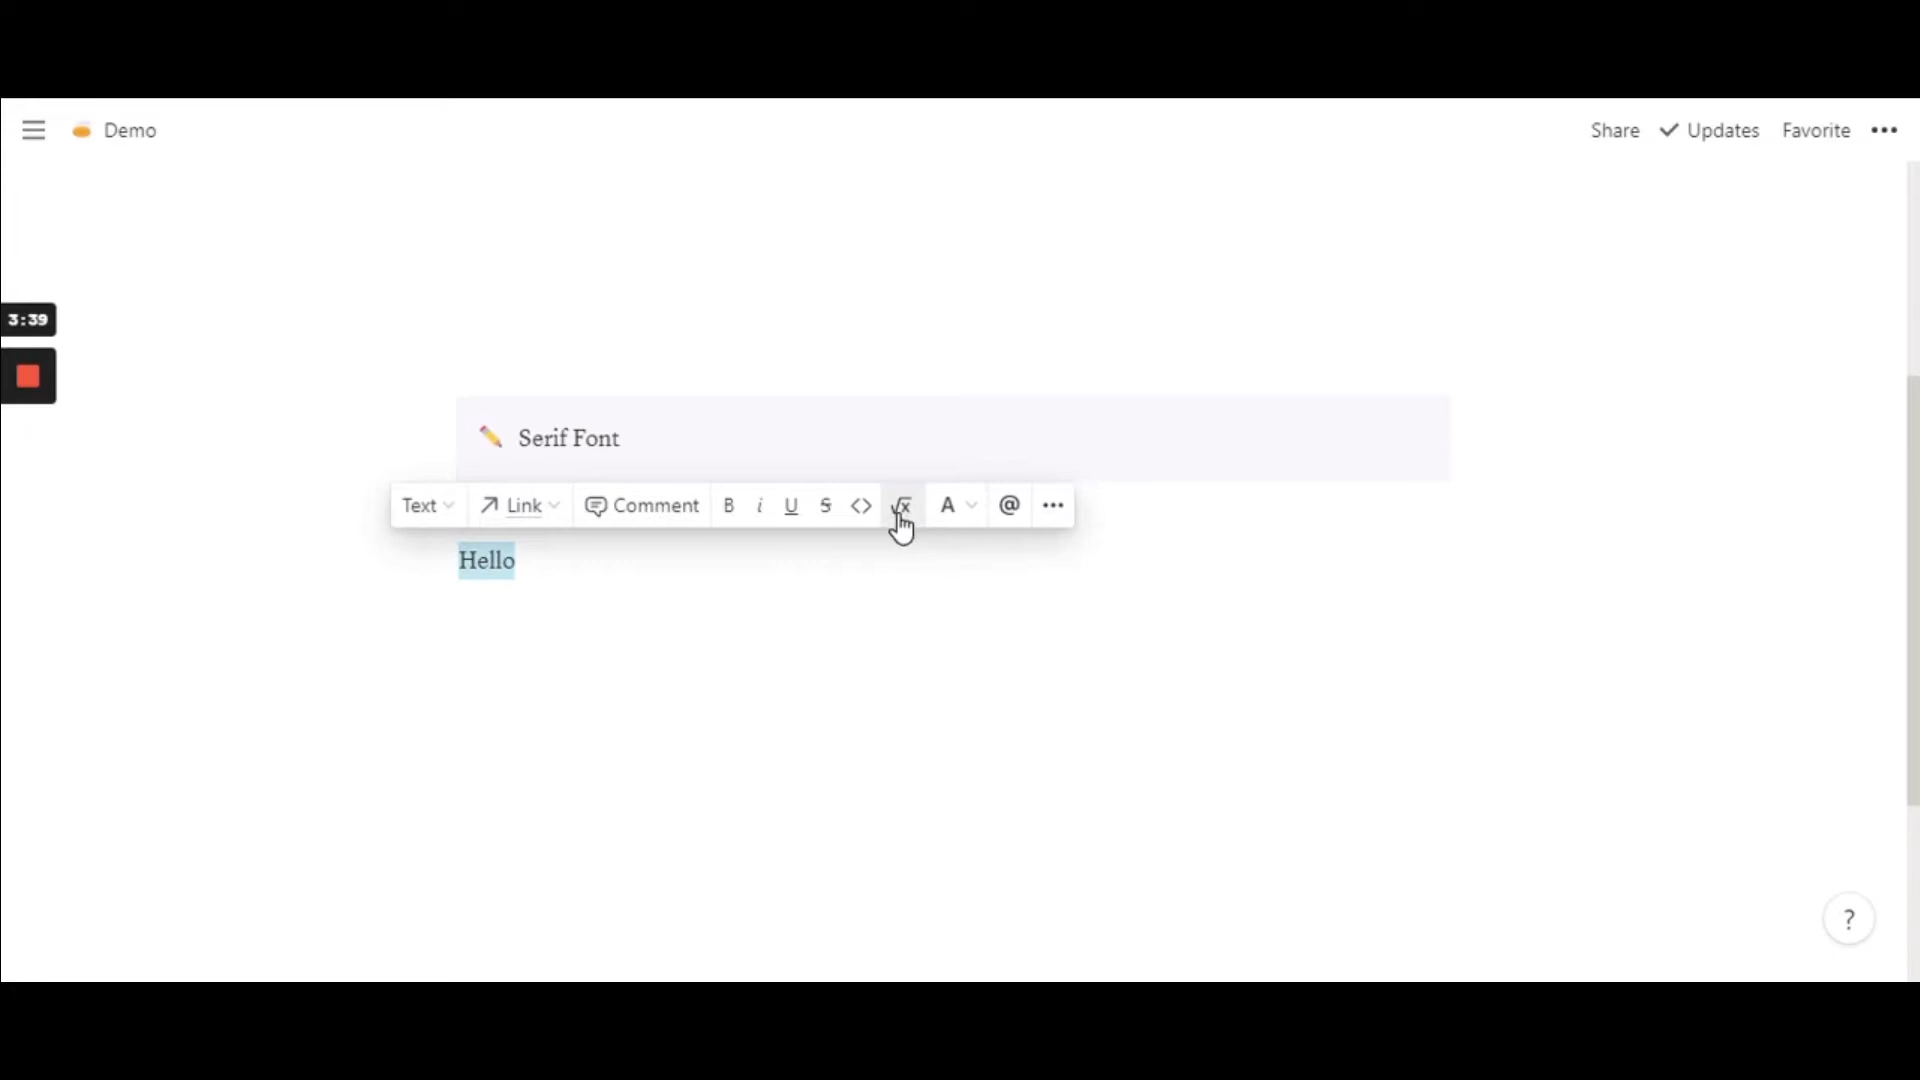 Demo
Share ✓ Updates Favorite •••
3:39
Serif Font
Text Link Comment B i U S <> √x A @ •••
Hello
?